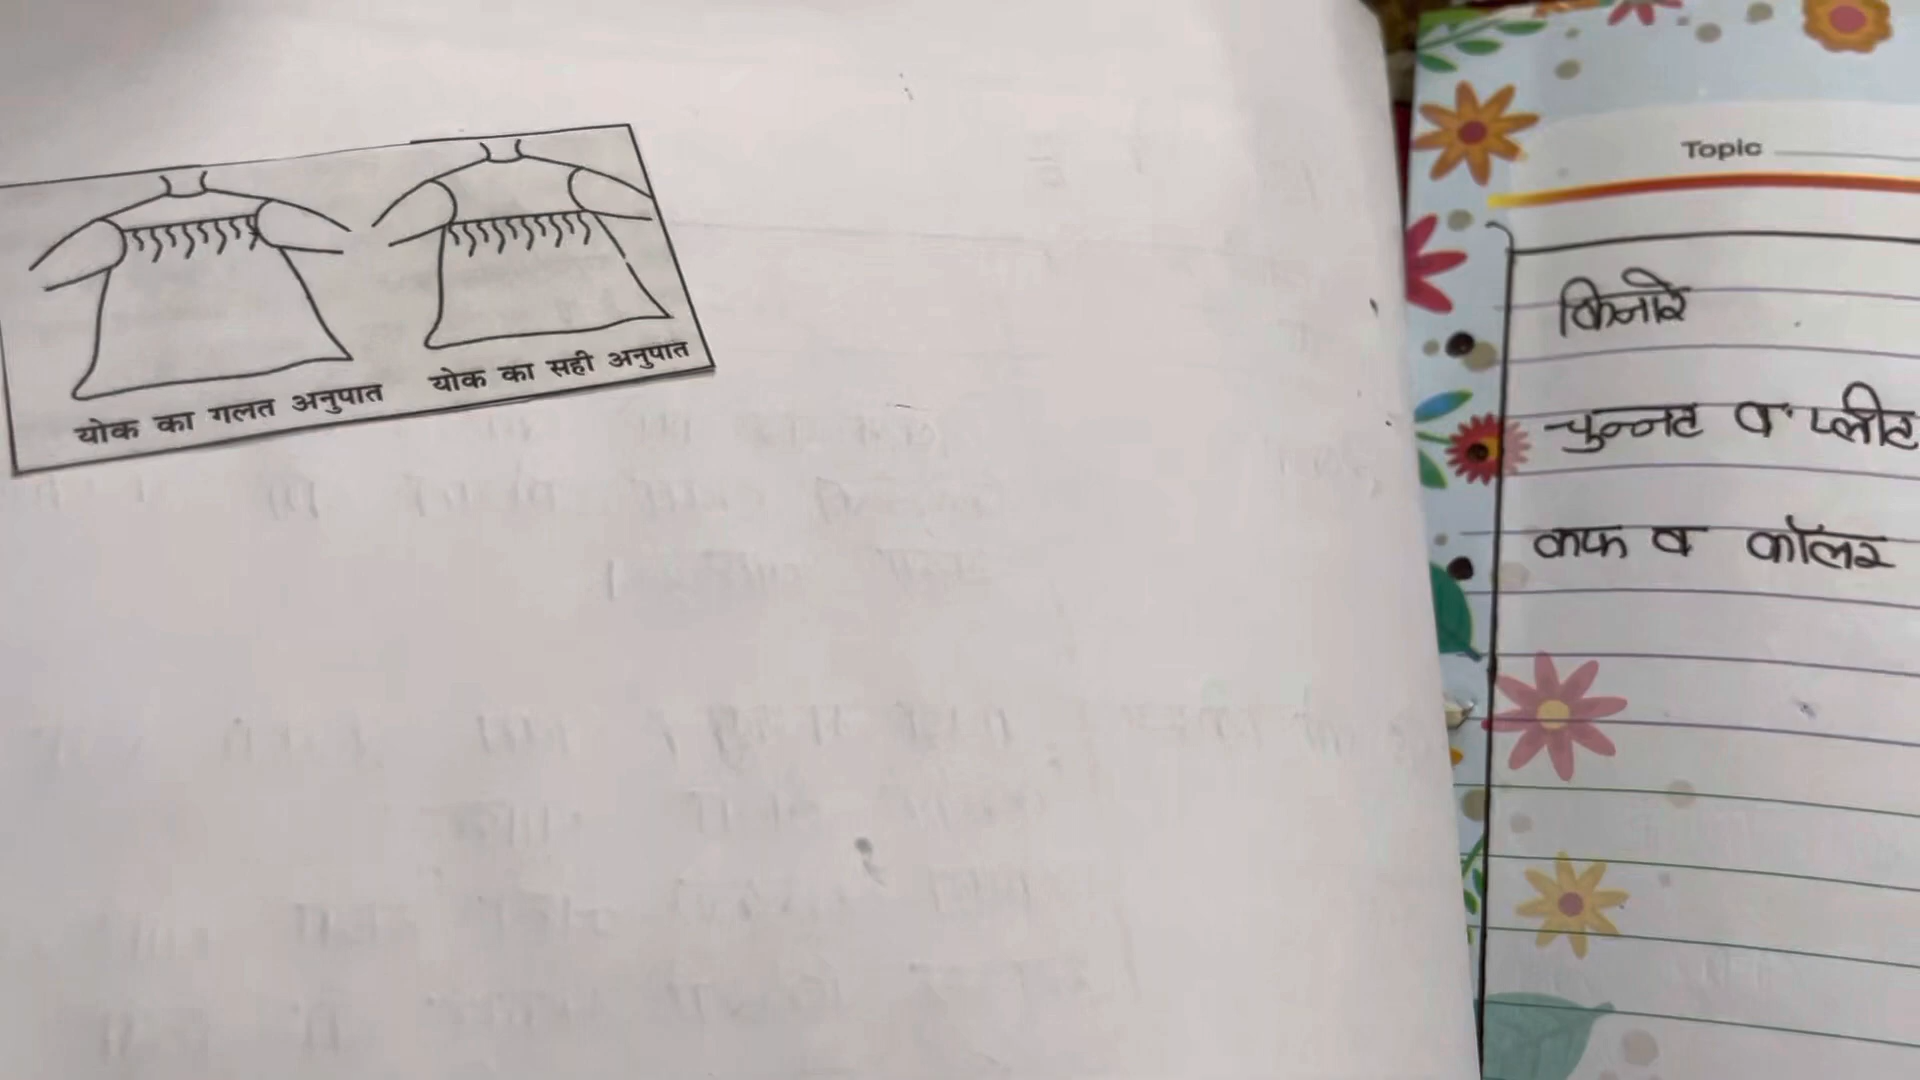 योक का गलत अनुपात
योक का सही अनुपात
Topic
किनारे
चुन्नट व प्लीट
कफ व कॉलर